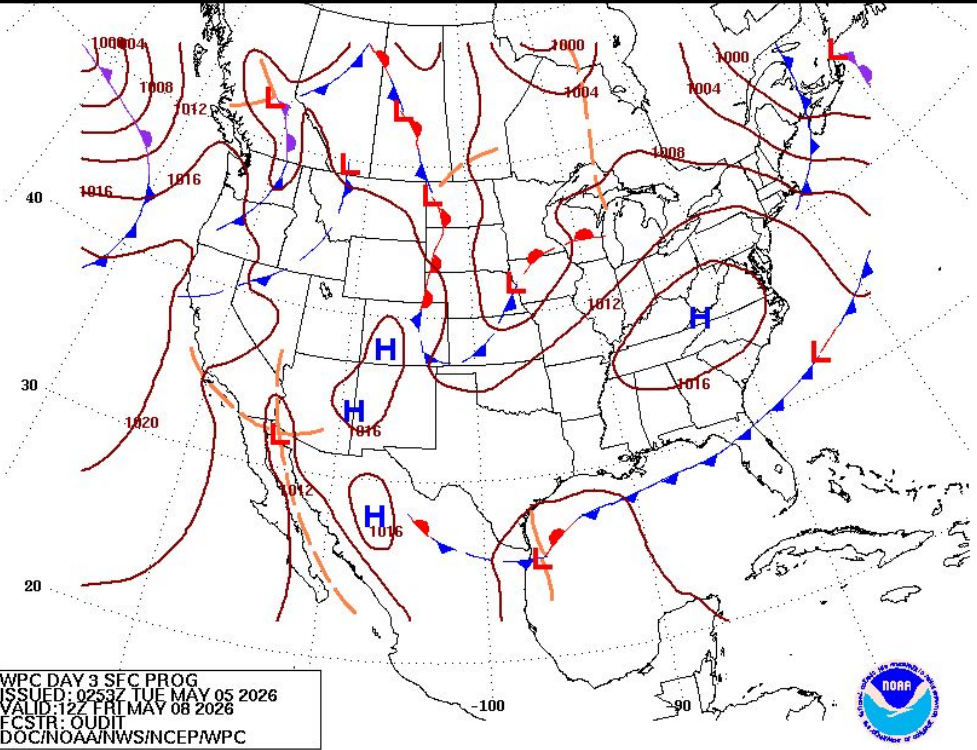 1000
1004
1008
1012
1016
1016
1020
1000
1004
1000
1004
1008
40
30
20
L
L
L
L
L
L
L
L
L
H
H
H
H
1012
1016
1016
1012
1016
-100
-90
WPC DAY 3 SFC PROG
ISSUED: 0253Z TUE MAY 05 2026
VALID: 12Z FRI MAY 08 2026
FCSTR: OUDIT
DOC/NOAA/NWS/NCEP/WPC
NOAA